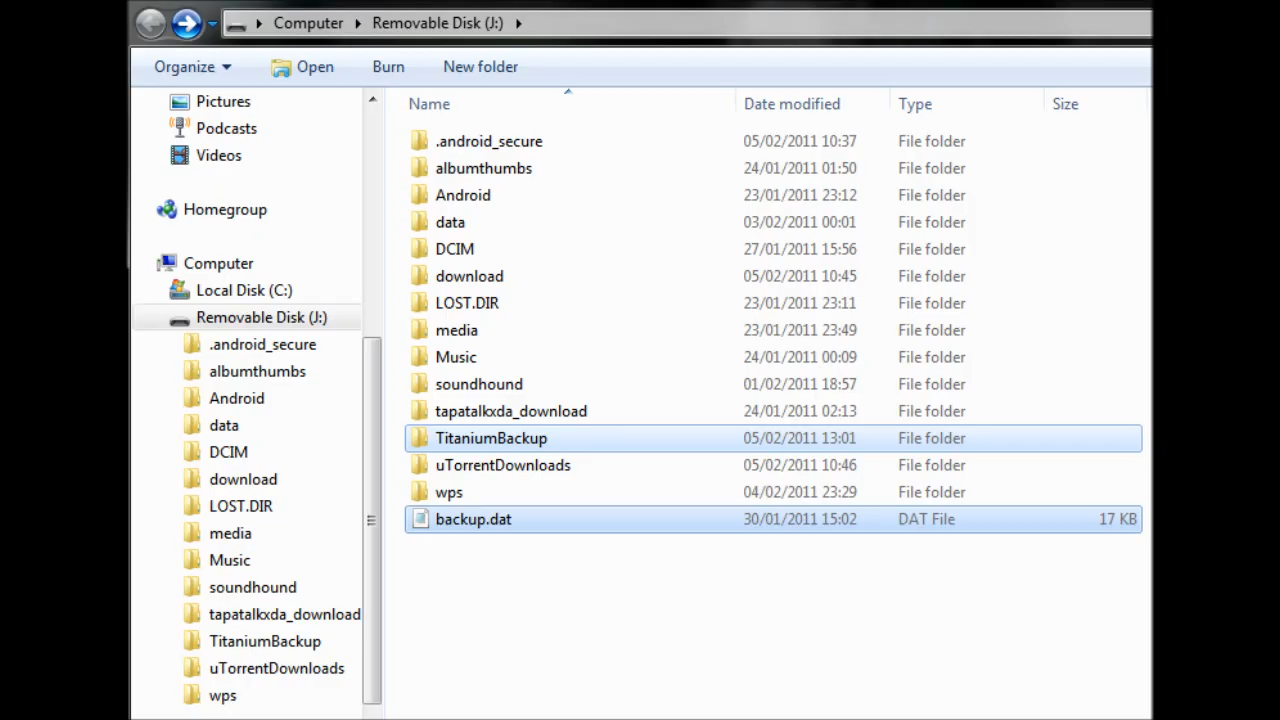 Computer Removable Disk (J:)
Organize Open Burn New folder
Pictures
Podcasts
Videos
Homegroup
Computer
Local Disk (C:)
Removable Disk (J:)
.android_secure
albumthumbs
Android
data
DCIM
download
LOST.DIR
media
Music
soundhound
tapatalkxda_download
TitaniumBackup
uTorrentDownloads
wps
Name Date modified Type Size
.android_secure 05/02/2011 10:37 File folder
albumthumbs 24/01/2011 01:50 File folder
Android 23/01/2011 23:12 File folder
data 03/02/2011 00:01 File folder
DCIM 27/01/2011 15:56 File folder
download 05/02/2011 10:45 File folder
LOST.DIR 23/01/2011 23:11 File folder
media 23/01/2011 23:49 File folder
Music 24/01/2011 00:09 File folder
soundhound 01/02/2011 18:57 File folder
tapatalkxda_download 24/01/2011 02:13 File folder
TitaniumBackup 05/02/2011 13:01 File folder
uTorrentDownloads 05/02/2011 10:46 File folder
wps 04/02/2011 23:29 File folder
backup.dat 30/01/2011 15:02 DAT File 17 KB